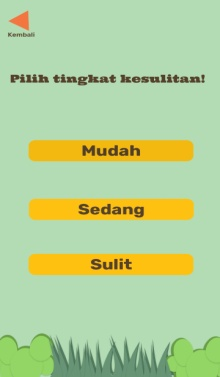 Kembali
Pilih tingkat kesulitan!
Mudah
Sedang
Sulit